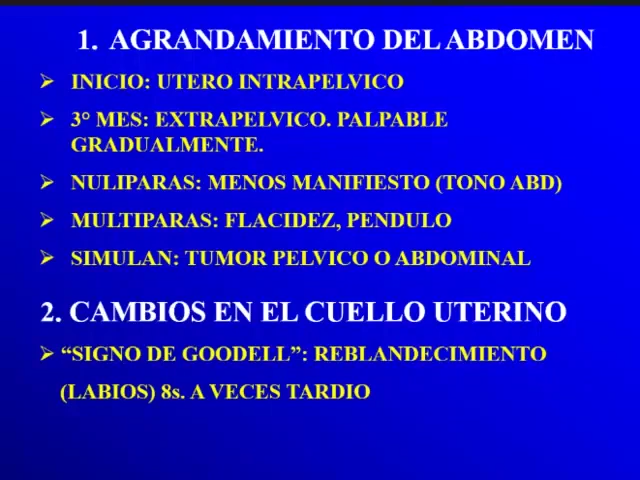 1. AGRANDAMIENTO DEL ABDOMEN
➢ INICIO: UTERO INTRAPELVICO
➢ 3° MES: EXTRAPELVICO. PALPABLE
GRADUALMENTE.
➢ NULIPARAS: MENOS MANIFIESTO (TONO ABD)
➢ MULTIPARAS: FLACIDEZ, PENDULO
➢ SIMULAN: TUMOR PELVICO O ABDOMINAL
2. CAMBIOS EN EL CUELLO UTERINO
➢ “SIGNO DE GOODELL”: REBLANDECIMIENTO
(LABIOS) 8s. A VECES TARDIO